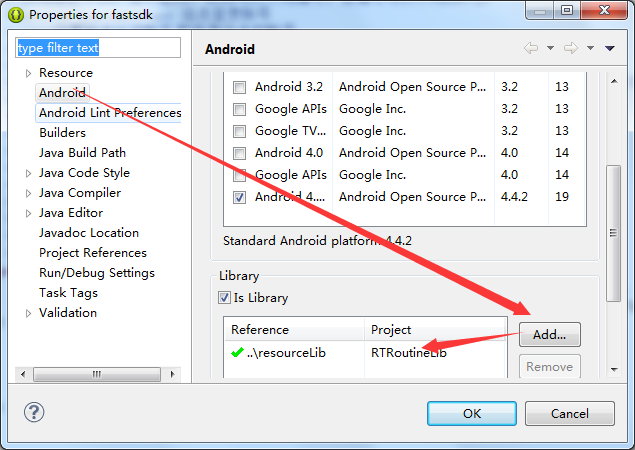 Properties for fastsdk
type filter text
Resource
Android
Android Lint Preferences
Builders
Java Build Path
Java Code Style
Java Compiler
Java Editor
Javadoc Location
Project References
Run/Debug Settings
Task Tags
Validation
Android
Android 3.2 Android Open Source P... 3.2 13
Google APIs Google Inc. 3.2 13
Google TV... Google Inc. 3.2 13
Android 4.0 Android Open Source P... 4.0 14
Google APIs Google Inc. 4.0 14
Android 4.... Android Open Source P... 4.4.2 19
Standard Android platform 4.4.2
Library
Is Library
Reference Project
..\resourceLib RTRoutineLib
Add...
Remove
OK
Cancel